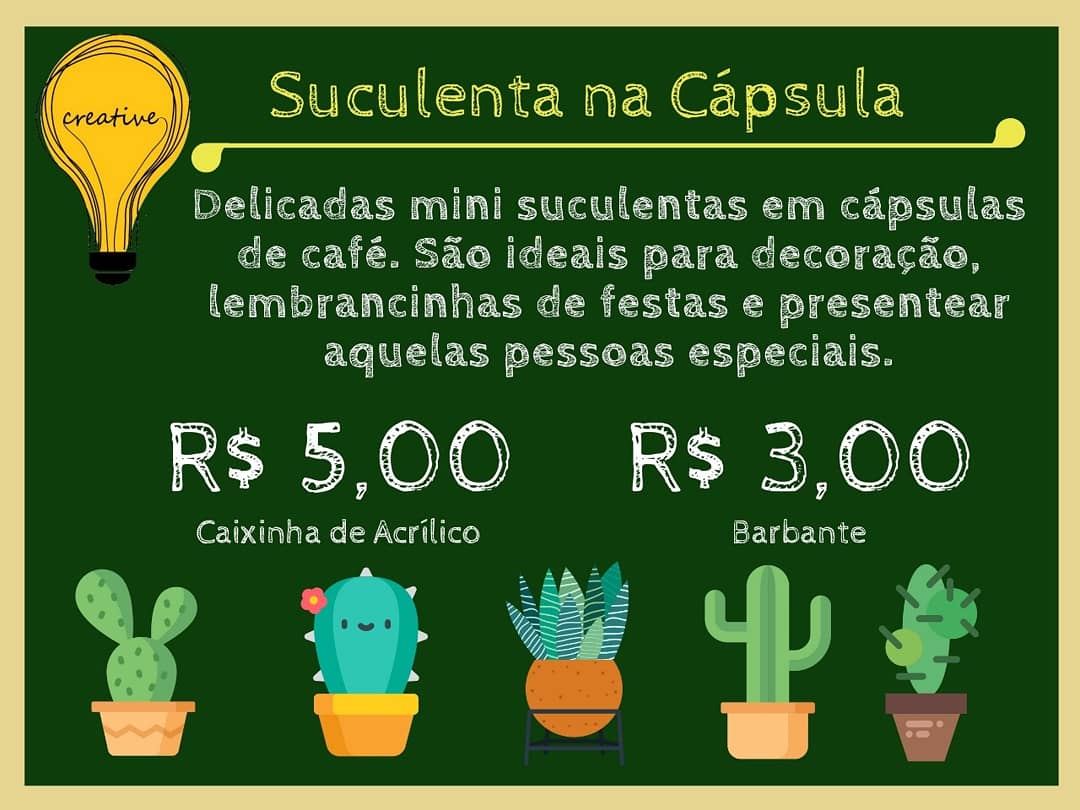 creative
Suculenta na Cápsula
Delicadas mini suculentas em cápsulas
de café. São ideais para decoração,
lembrancinhas de festas e presentear
aquelas pessoas especiais.
R$ 5,00 R$ 3,00
Caixinha de Acrílico Barbante